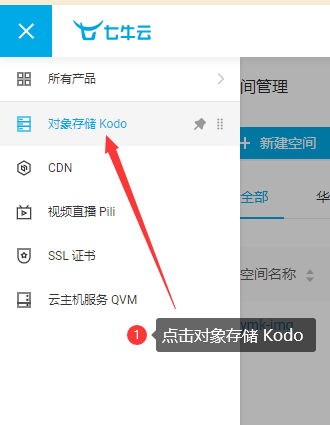 七牛云
所有产品
间管理
对象存储 Kodo
新建空间
CDN
全部 华
视频直播 Pili
SSL 证书
空间名称
云主机服务 QVM
ymk-img
1 点击对象存储 Kodo